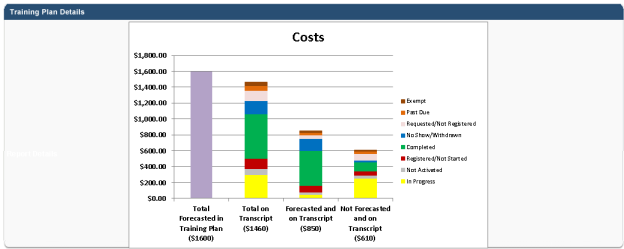 Training Plan Details
Costs
$1,800.00
$1,600.00
$1,400.00
$1,200.00
$1,000.00
$800.00
$600.00
$400.00
$200.00
$0.00
Exempt
Past Due
Requested/Not Registered
No Show/Withdrawn
Completed
Registered/Not Started
Not Activated
In Progress
Total
Forecasted in
Training Plan
($1600)
Total on
Transcript
($1460)
Forecasted and
on Transcript
($850)
Not Forecasted
and on
Transcript
($610)